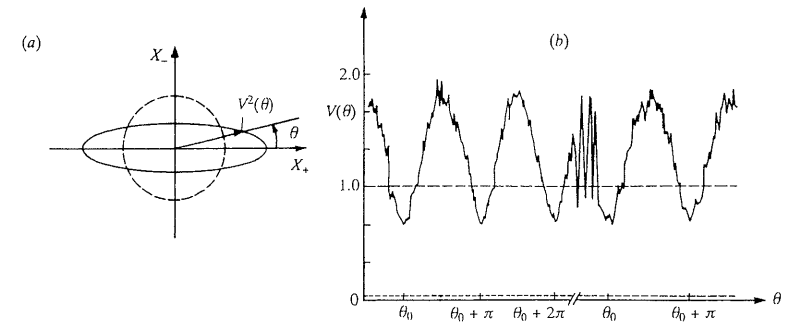 (a)
X₋
V²(θ)
θ
X₊
(b)
2.0
V(θ)
1.0
0
θ₀
θ₀ + π
θ₀ + 2π
θ₀
θ₀ + π
θ